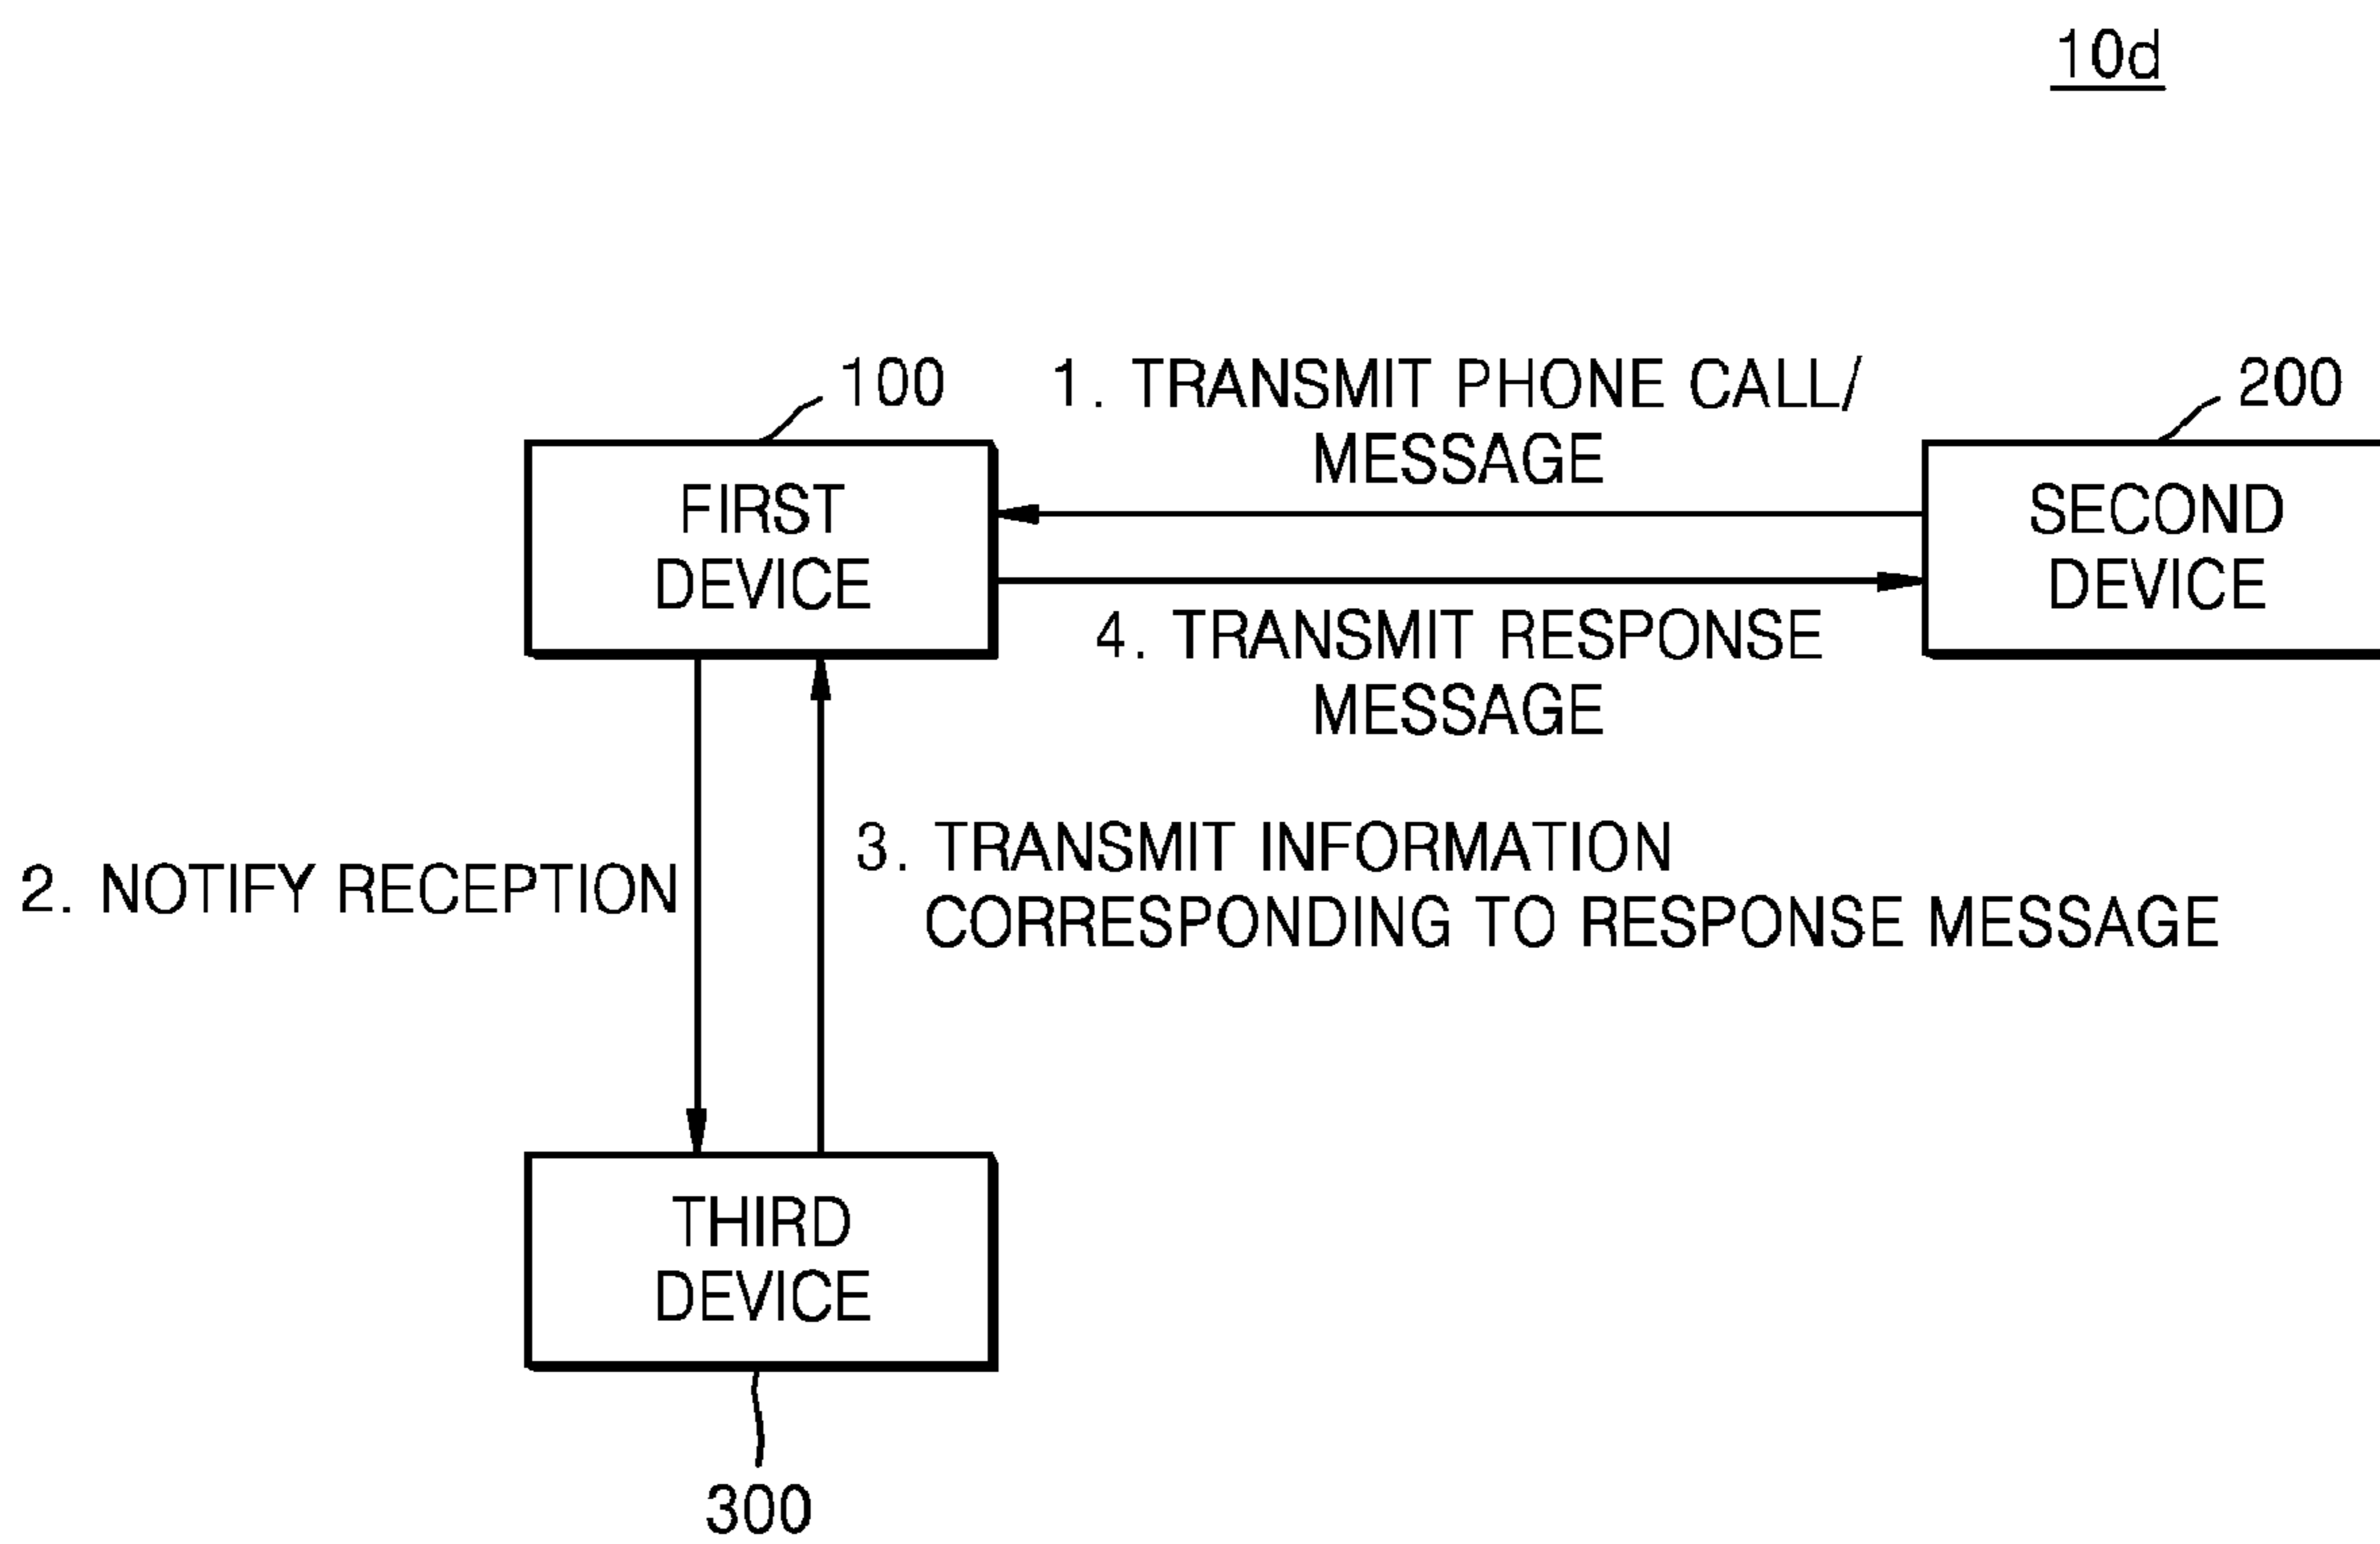 10d
100
1. TRANSMIT PHONE CALL/
MESSAGE
200
FIRST
DEVICE
SECOND
DEVICE
4. TRANSMIT RESPONSE
MESSAGE
2. NOTIFY RECEPTION
3. TRANSMIT INFORMATION
CORRESPONDING TO RESPONSE MESSAGE
THIRD
DEVICE
300